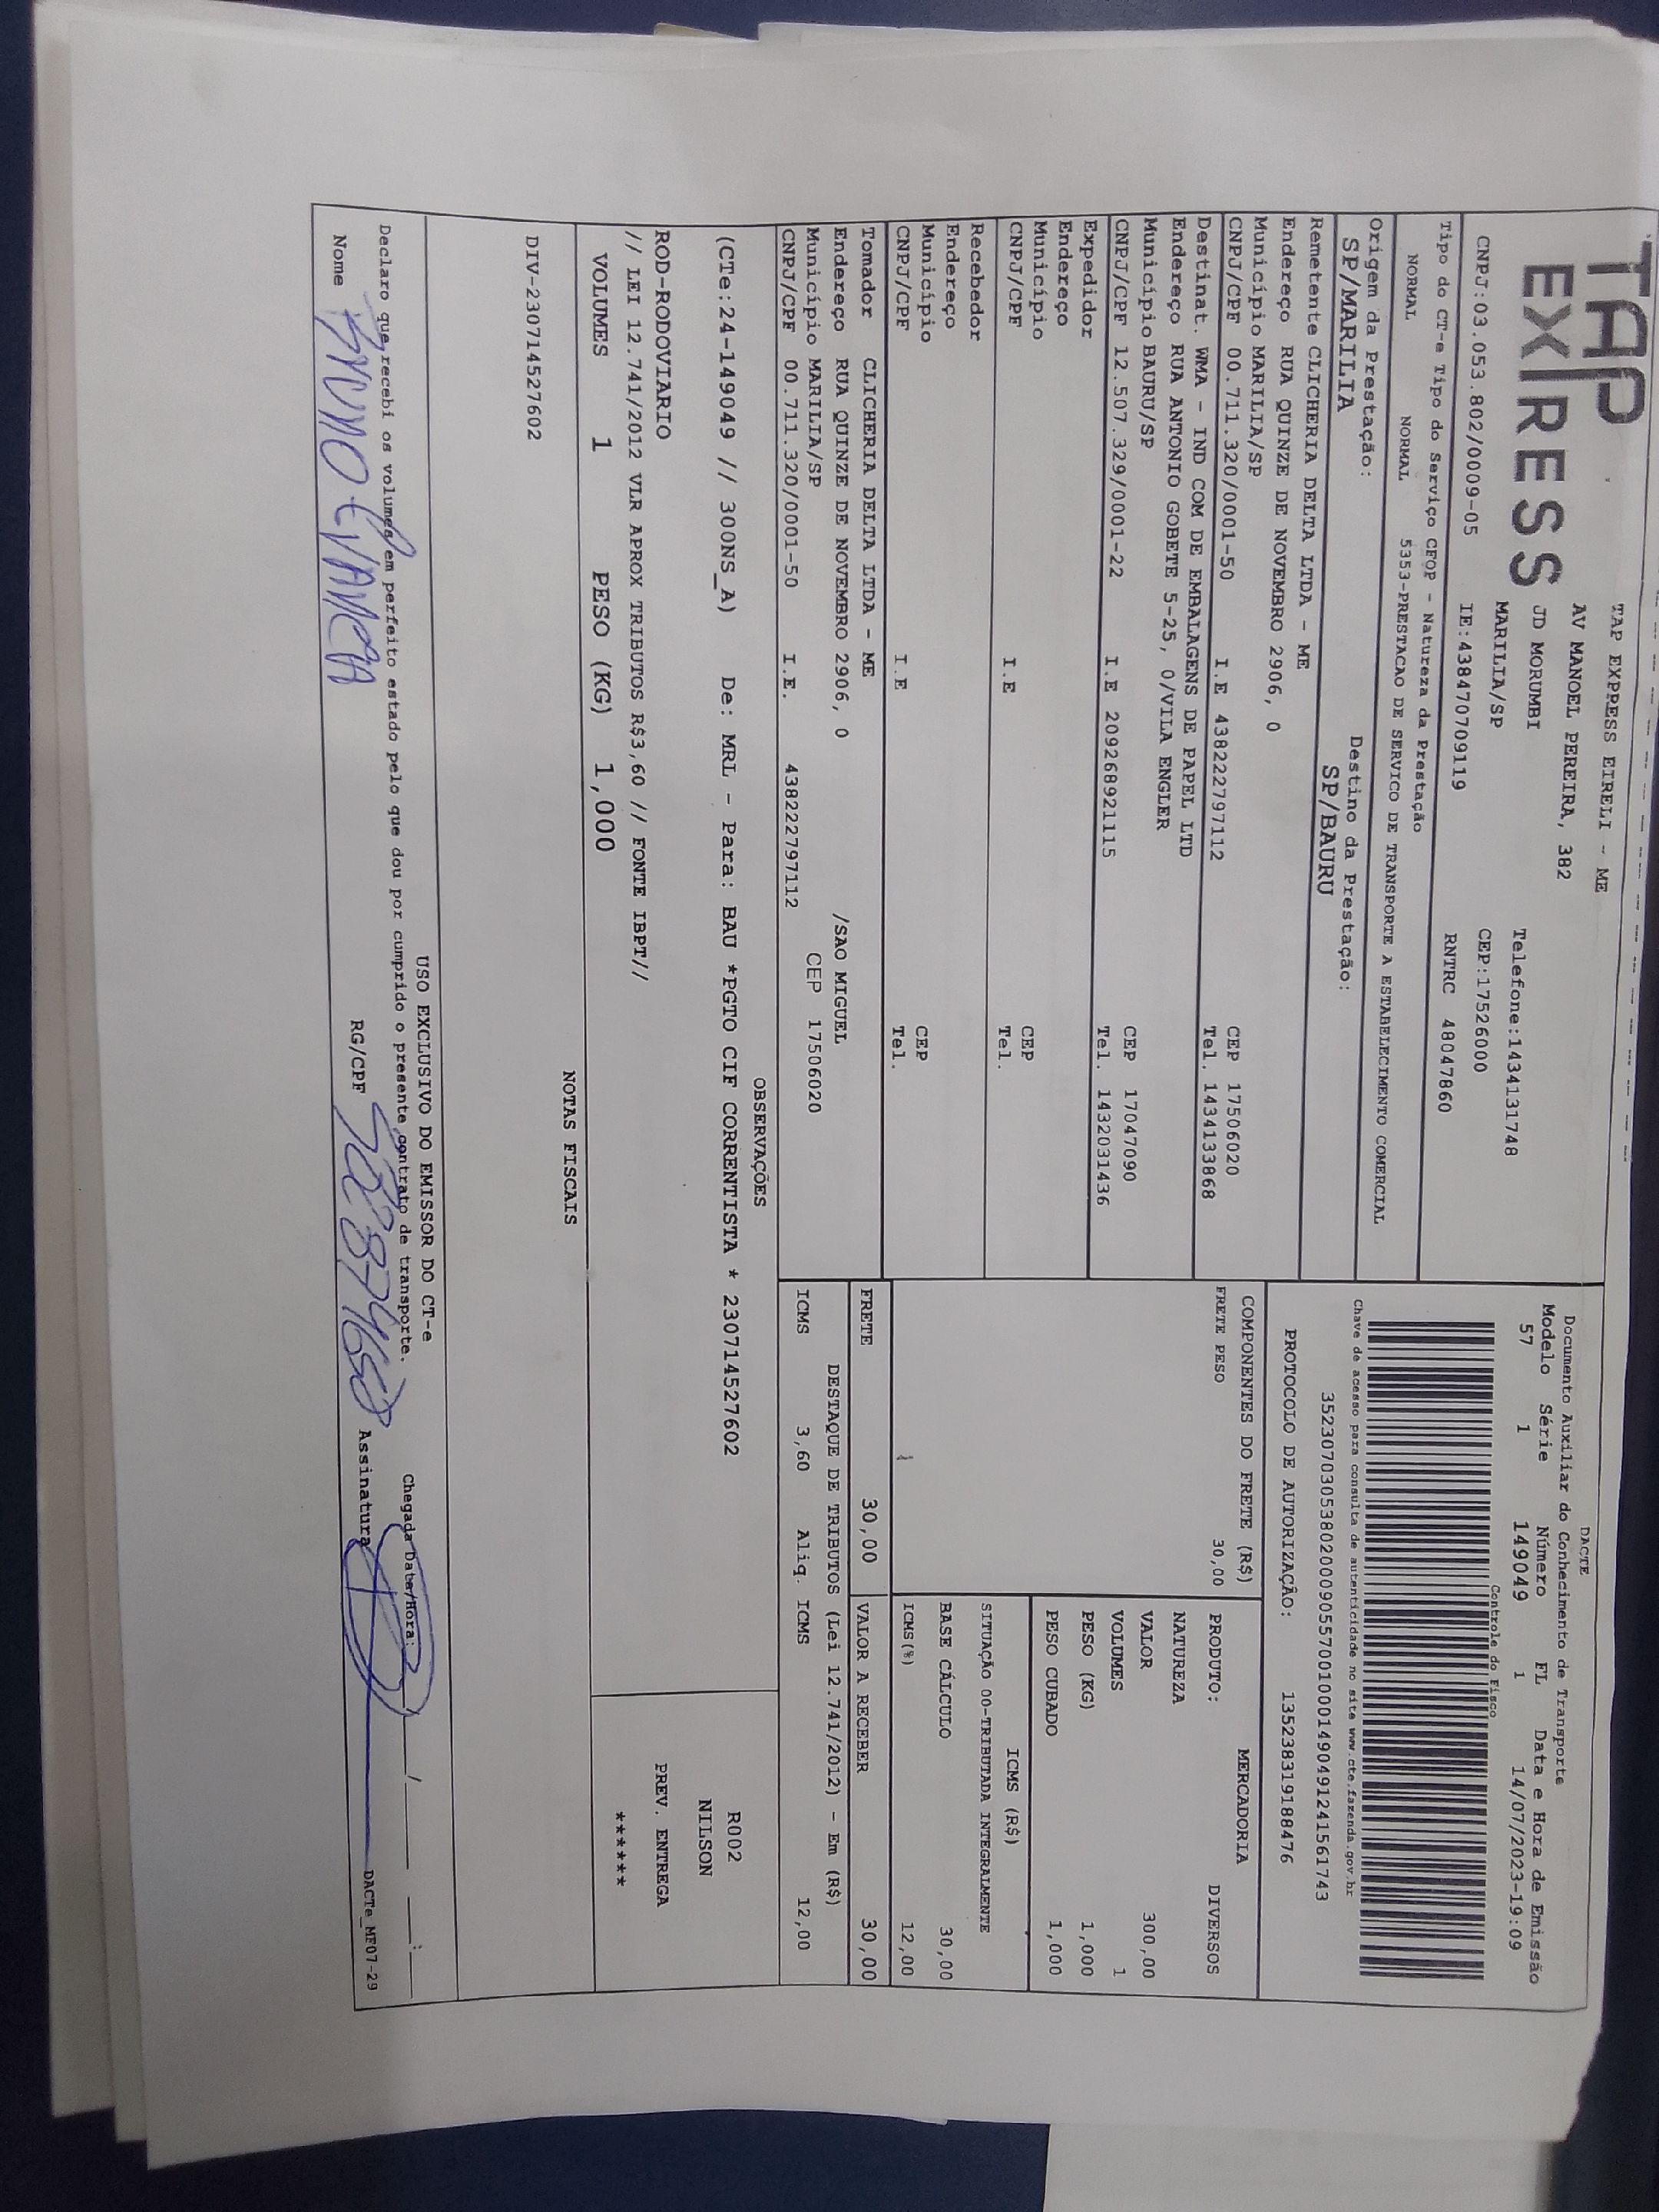 TAP
EXPRESS
TAP EXPRESS EIRELI - ME
AV MANOEL PEREIRA, 382
JD MORUMBI
MARILIA/SP
Telefone:1434131748
CEP:17526000
CNPJ:03.053.802/0009-05 IE:438470709119 RNTRC 48047860
Tipo do CT-e Tipo do Serviço CFOP - Natureza da Prestação
NORMAL NORMAL 5353-PRESTACAO DE SERVICO DE TRANSPORTE A ESTABELECIMENTO COMERCIAL
Origem da Prestação: Destino da Prestação:
SP/MARILIA SP/BAURU
DACTE
Documento Auxiliar do Conhecimento de Transporte
Modelo Série Número FL Data e Hora de Emissão
57 1 149049 1 14/07/2023-19:09
Controle do Fisco
Chave de acesso para consulta de autenticidade no site www.cte.fazenda.gov.br
35230703053802000905570010001490491241561743
PROTOCOLO DE AUTORIZAÇÃO: 135238319188476
Remetente CLICHERIA DELTA LTDA - ME
Endereço RUA QUINZE DE NOVEMBRO 2906, 0
Município MARILIA/SP CEP 17506020
CNPJ/CPF 00.711.320/0001-50 I.E 438222797112 Tel. 1434133868
Destinat. WMA - IND COM DE EMBALAGENS DE PAPEL LTD
Endereço RUA ANTONIO GOBETE 5-25, 0/VILA ENGLER
Município BAURU/SP CEP 17047090
CNPJ/CPF 12.507.329/0001-22 I.E 209268921115 Tel. 1432031436
Expedidor
Endereço
Município CEP
CNPJ/CPF I.E Tel.
Recebedor
Endereço
Município CEP
CNPJ/CPF I.E Tel.
Tomador CLICHERIA DELTA LTDA - ME
Endereço RUA QUINZE DE NOVEMBRO 2906, 0 /SAO MIGUEL
Município MARILIA/SP CEP 17506020
CNPJ/CPF 00.711.320/0001-50 I.E. 438222797112
COMPONENTES DO FRETE (R$)
FRETE PESO 30,00
MERCADORIA
PRODUTO: DIVERSOS
NATUREZA
VALOR 300,00
VOLUMES 1
PESO (KG) 1,000
PESO CUBADO 1,000
ICMS (R$)
SITUAÇÃO 00-TRIBUTADA INTEGRALMENTE
BASE CÁLCULO 30,00
ICMS(%) 12,00
FRETE 30,00 VALOR A RECEBER 30,00
DESTAQUE DE TRIBUTOS (Lei 12.741/2012) - Em (R$)
ICMS 3,60 Aliq. ICMS 12,00
OBSERVAÇÕES
(CTe:24-149049 // 300NS_A) De: MRL - Para: BAU *PGTO CIF CORRENTISTA * 230714527602
ROD-RODOVIARIO
// LEI 12.741/2012 VLR APROX TRIBUTOS R$3,60 // FONTE IBPT//
VOLUMES 1 PESO (KG) 1,000
R002
NILSON
PREV. ENTREGA
******
NOTAS FISCAIS
DIV-230714527602
USO EXCLUSIVO DO EMISSOR DO CT-e
Declaro que recebi os volumes em perfeito estado pelo que dou por cumprido o presente contrato de transporte. Chegada Data/Hora: ___/___ ___:___
Nome RG/CPF Assinatura
DACTe_MF07-29